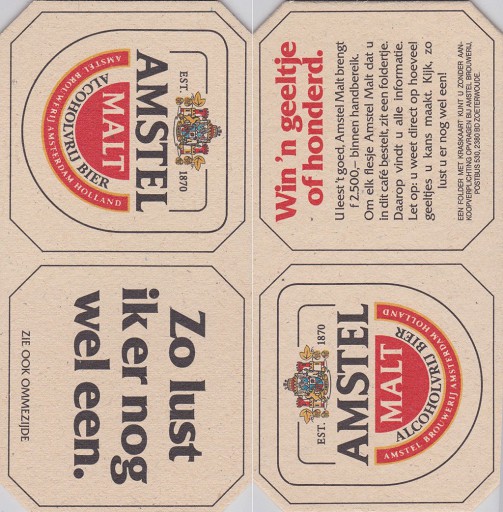 EST. 1870
AMSTEL
MALT
ALCOHOLVRIJ BIER
AMSTEL BROUWERIJ AMSTERDAM HOLLAND
Zo lust
ik er nog
wel een.
ZIE OOK OMMEZIJDE
Win 'n geeltje
of honderd.
U leest 't goed, Amstel Malt brengt
f 2.500,– binnen handbereik.
Om elk flesje Amstel Malt dat u
in dit café bestelt, zit een foldertje.
Daarop vindt u alle informatie.
Let op: u weet direct op hoeveel
geeltjes u kans maakt. Kijk, zo
lust u er nog wel een!
EEN FOLDER MET KRASKAART KUNT U ZONDER AAN-
KOOPVERPLICHTING OPVRAGEN BIJ AMSTEL BROUWERIJ,
POSTBUS 530, 2380 BD ZOETERWOUDE.
EST. 1870
AMSTEL
MALT
ALCOHOLVRIJ BIER
AMSTEL BROUWERIJ AMSTERDAM HOLLAND